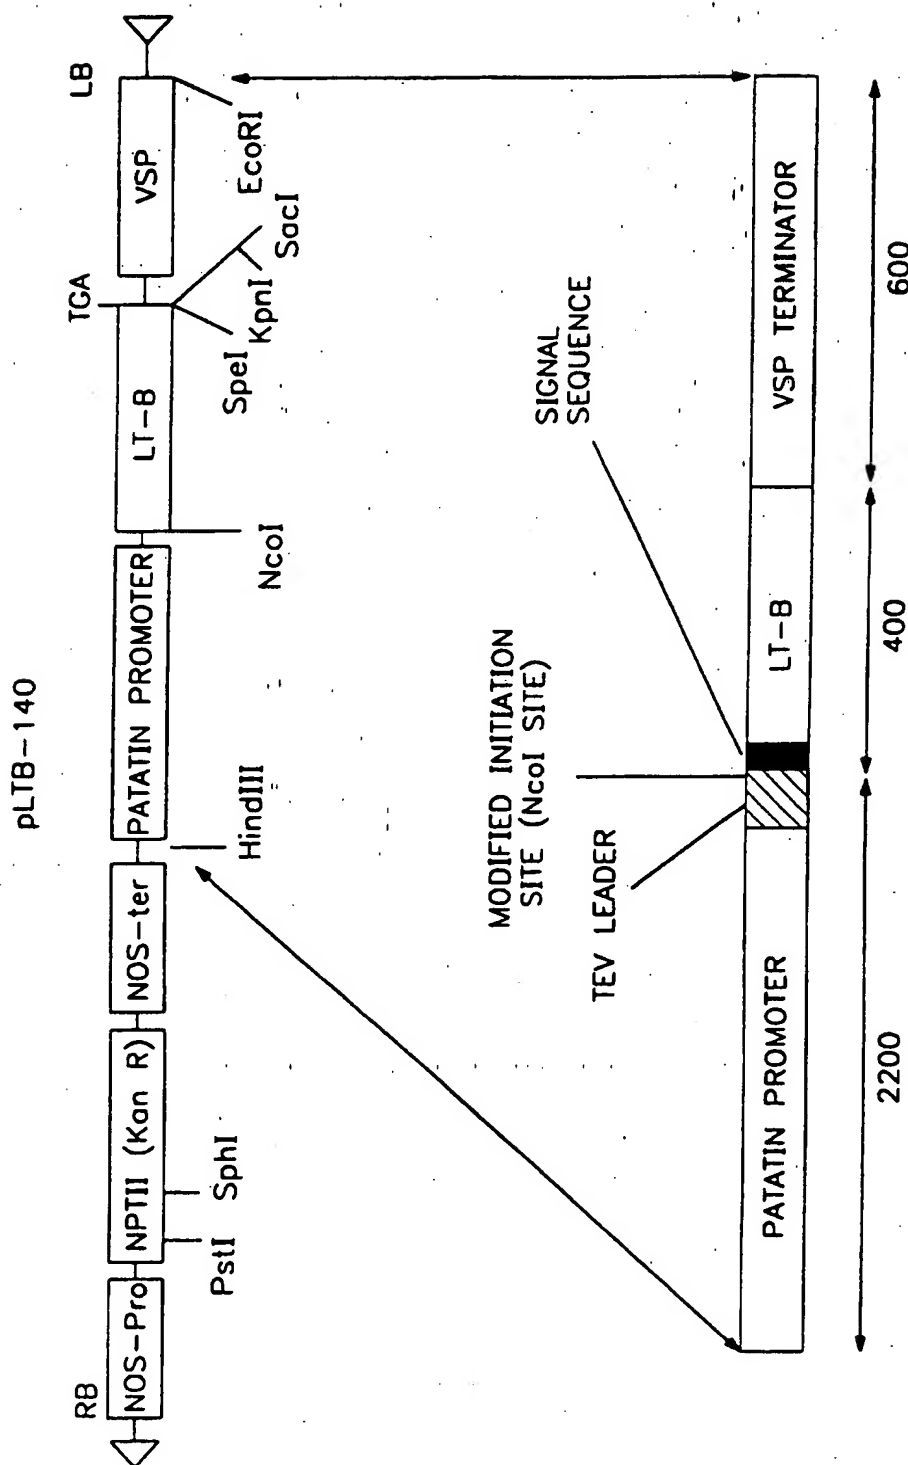 pLTB-140
RB
TGA
LB
NOS-Pro
NPTII (Kan R)
NOS-ter
PATATIN PROMOTER
LT-B
VSP
PstI
SphI
HindIII
NcoI
SpeI
KpnI
SacI
EcoRI
MODIFIED INITIATION
SITE (NcoI SITE)
SIGNAL
SEQUENCE
TEV LEADER
PATATIN PROMOTER
LT-B
VSP TERMINATOR
2200
400
600